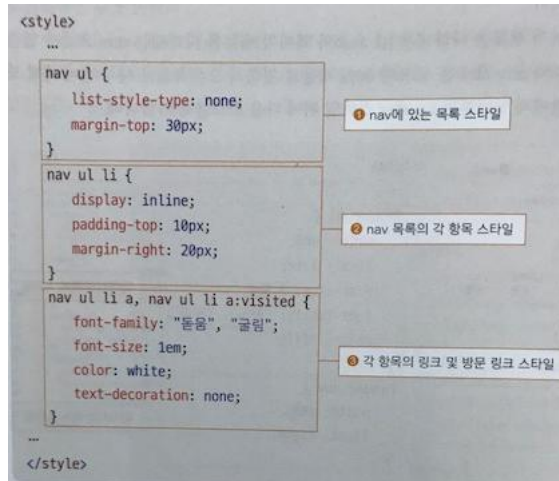 <style>
...
nav ul {
list-style-type: none;
margin-top: 30px;
}
❶ nav에 있는 목록 스타일
nav ul li {
display: inline;
padding-top: 10px;
margin-right: 20px;
}
❷ nav 목록의 각 항목 스타일
nav ul li a, nav ul li a:visited {
font-family: "돋움", "굴림";
font-size: 1em;
color: white;
text-decoration: none;
}
❸ 각 항목의 링크 및 방문 링크 스타일
...
</style>